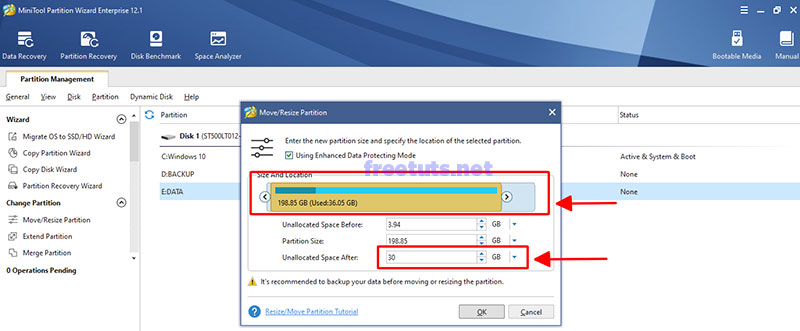 MiniTool Partition Wizard Enterprise 12.1
Data Recovery Partition Recovery Disk Benchmark Space Analyzer Bootable Media Manual
Partition Management
General View Disk Partition Dynamic Disk Help
Wizard
Migrate OS to SSD/HD Wizard
Copy Partition Wizard
Copy Disk Wizard
Partition Recovery Wizard
Change Partition
Move/Resize Partition
Extend Partition
Merge Partition
0 Operations Pending
Partition Status
Disk 1 (ST500LT012-
C:Windows 10 Active & System & Boot
D:BACKUP None
E:DATA None
Move/Resize Partition
Enter the new partition size and specify the location of the selected partition.
Using Enhanced Data Protecting Mode
freetuts.net
Size And Location
198.85 GB (Used:36.05 GB)
Unallocated Space Before: 3.94 GB
Partition Size: 198.85 GB
Unallocated Space After: 30 GB
It's recommended to backup your data before moving or resizing the partition.
? Resize/Move Partition Tutorial OK Cancel